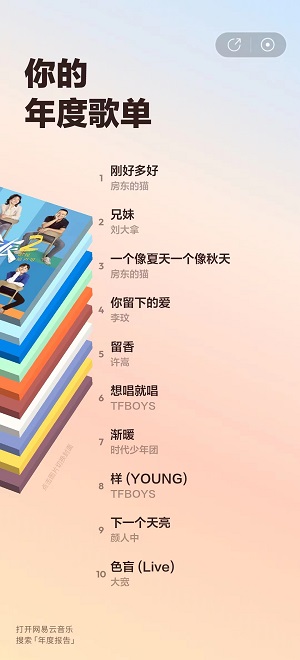 你的
年度歌单
1 刚好多好
房东的猫
2 兄妹
刘大拿
3 一个像夏天一个像秋天
房东的猫
4 你留下的爱
李玟
5 留香
许嵩
6 想唱就唱
TFBOYS
7 渐暖
时代少年团
8 样 (YOUNG)
TFBOYS
9 下一个天亮
颜人中
10 色盲 (Live)
大宽
打开网易云音乐
搜索「年度报告」